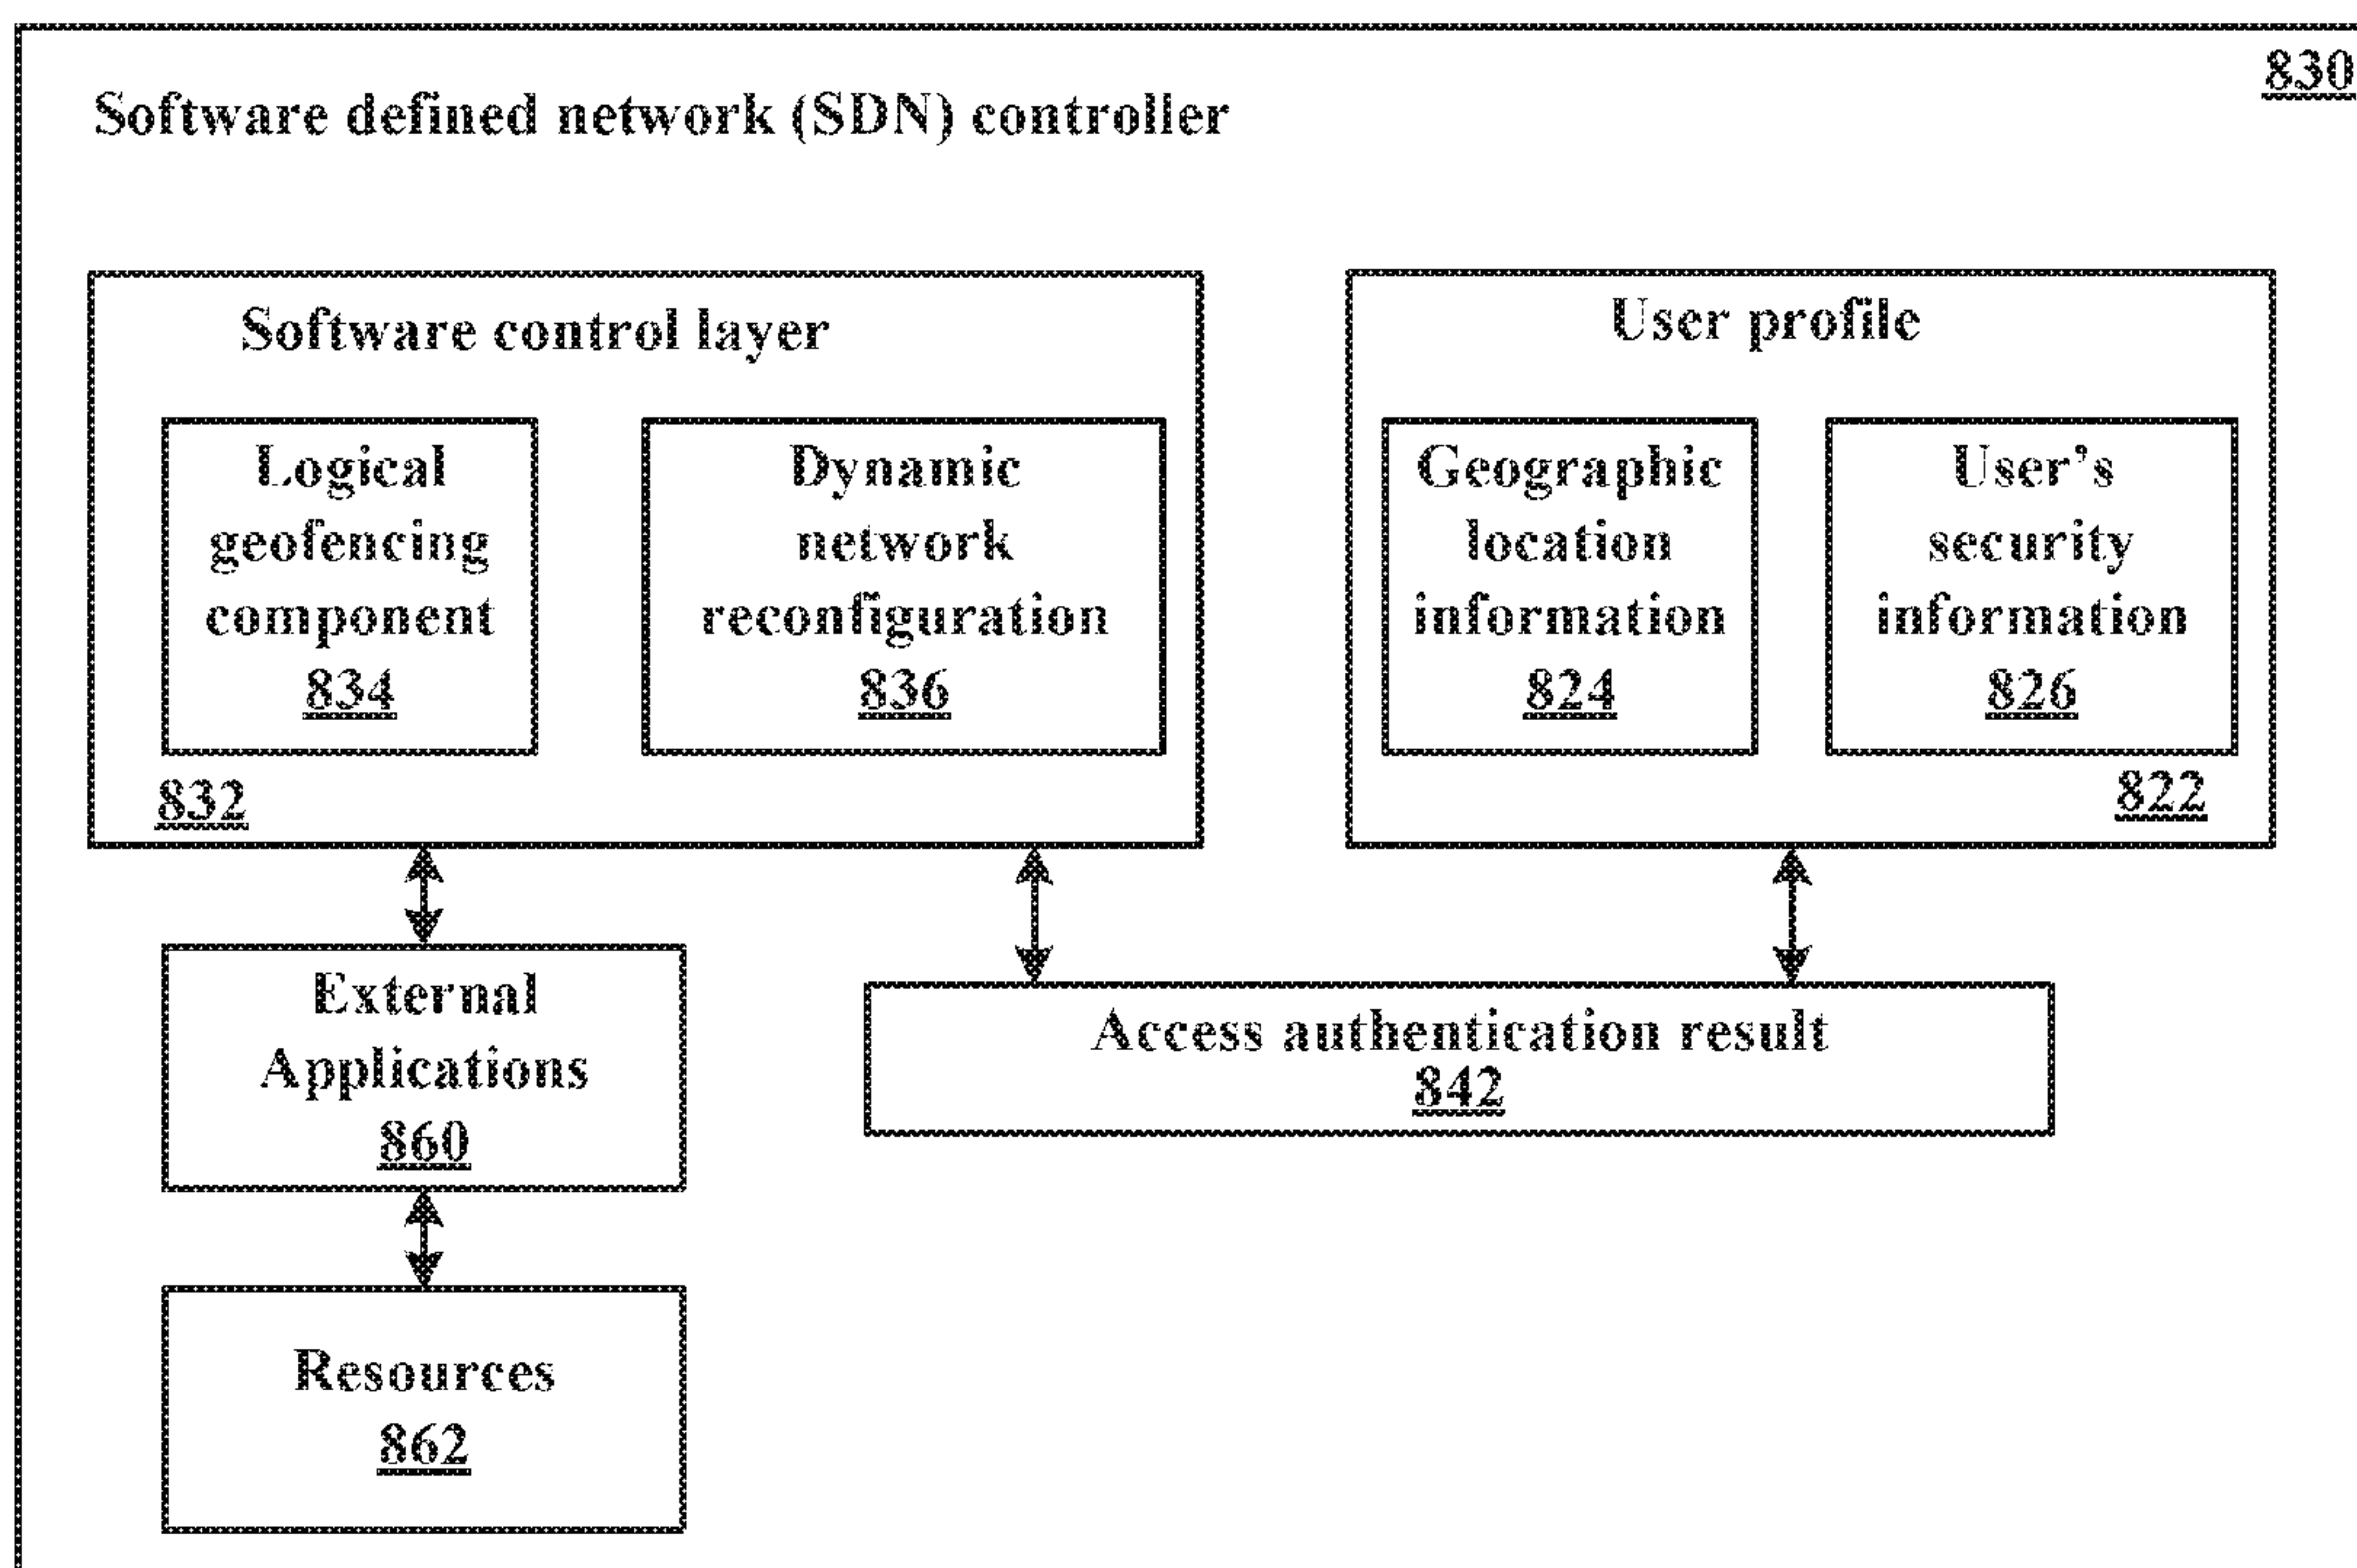 830
Software defined network (SDN) controller
Software control layer
Logical
geofencing
component
834
Dynamic
network
reconfiguration
836
832
User profile
Geographic
location
information
824
User's
security
information
826
822
External
Applications
860
Access authentication result
842
Resources
862